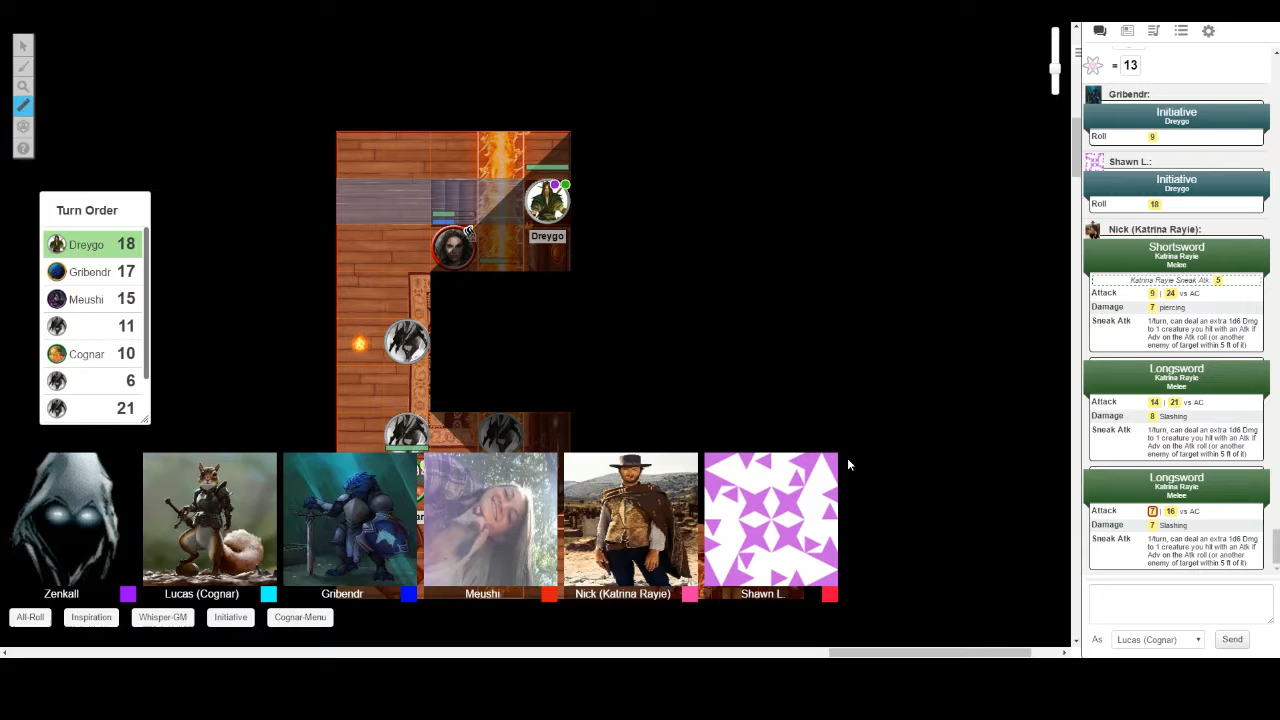 = 13
Gribendr:
Initiative
Dreygo
Roll 9
Shawn L.:
Initiative
Dreygo
Roll 18
Nick (Katrina Rayie):
Shortsword
Katrina Rayie
Melee
Katrina Rayie Sneak Atk: 5
Attack 9 | 24 vs AC
Damage 7 piercing
Sneak Atk 1/turn, can deal an extra 1d6 Dmg
to 1 creature you hit with an Atk if
Adv on the Atk roll (or another
enemy of target within 5 ft of it)
Longsword
Katrina Rayie
Melee
Attack 14 | 21 vs AC
Damage 8 Slashing
Sneak Atk 1/turn, can deal an extra 1d6 Dmg
to 1 creature you hit with an Atk if
Adv on the Atk roll (or another
enemy of target within 5 ft of it)
Longsword
Katrina Rayie
Melee
Attack 7 | 16 vs AC
Damage 7 Slashing
Sneak Atk 1/turn, can deal an extra 1d6 Dmg
to 1 creature you hit with an Atk if
Adv on the Atk roll (or another
enemy of target within 5 ft of it)
As Lucas (Cognar) Send
Turn Order
Dreygo 18
Gribendr 17
Meushi 15
11
Cognar 10
6
21
Dreygo
Zenkall
Lucas (Cognar)
Gribendr
Meushi
Nick (Katrina Rayie)
Shawn L.
All-Roll
Inspiration
Whisper-GM
Initiative
Cognar-Menu